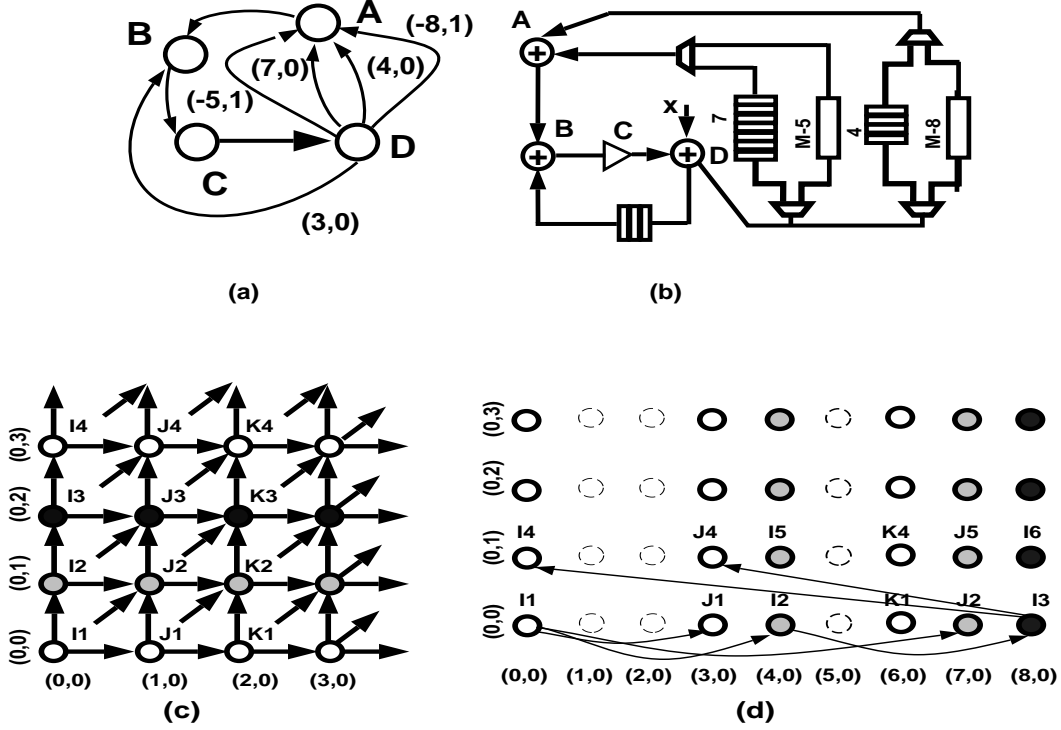 A
(-8,1)
B
(7,0)
(4,0)
(-5,1)
D
C
(3,0)
(a)
A
x
7
M-5
4
M-8
B
C
D
(b)
(0,3)
I4
J4
K4
(0,2)
I3
J3
K3
(0,1)
I2
J2
K2
(0,0)
I1
J1
K1
(0,0) (1,0) (2,0) (3,0)
(c)
(0,3)
(0,2)
(0,1)
I4 J4 I5 K4 J5 I6
(0,0)
I1 J1 I2 K1 J2 I3
(0,0) (1,0) (2,0) (3,0) (4,0) (5,0) (6,0) (7,0) (8,0)
(d)